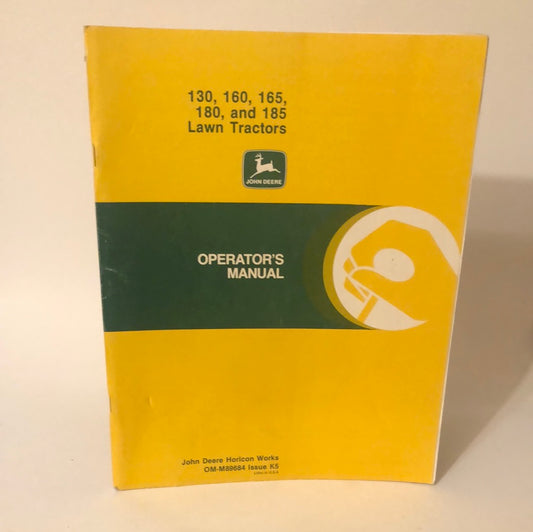 130, 160, 165,
180, and 185
Lawn Tractors
JOHN DEERE
OPERATOR'S
MANUAL
John Deere Horicon Works
OM-M89684 Issue K5